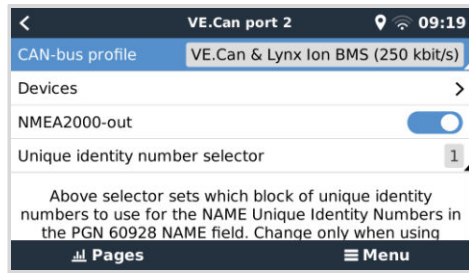 VE.Can port 2 09:19
CAN-bus profile VE.Can & Lynx Ion BMS (250 kbit/s)
Devices
NMEA2000-out
Unique identity number selector 1
Above selector sets which block of unique identity
numbers to use for the NAME Unique Identity Numbers in
the PGN 60928 NAME field. Change only when using
Pages Menu